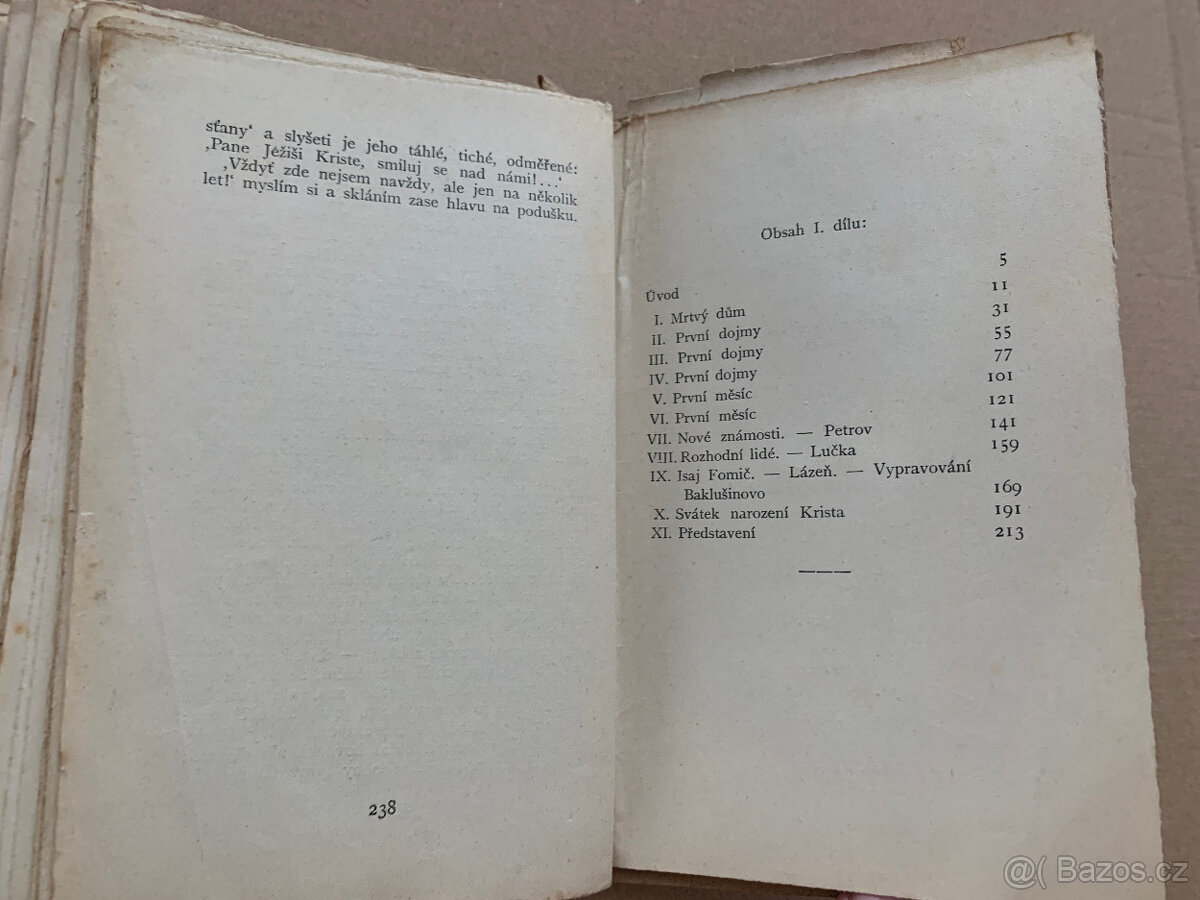 sťany‘ a slyšeti je jeho táhlé, tiché, odměřené:
‚Pane Ježíši Kriste, smiluj se nad námi!...‘
‚Vždyť zde nejsem navždy, ale jen na několik
let!‘ myslím si a skláním zase hlavu na podušku.
238
Obsah I. dílu:
Úvod 5
I. Mrtvý dům 11
II. První dojmy 31
III. První dojmy 55
IV. První dojmy 77
V. První měsíc 101
VI. První měsíc 121
VII. Nové známosti. — Petrov 141
VIII. Rozhodní lidé. — Lučka 159
IX. Isaj Fomič. — Lázeň. — Vypravování
Baklušinovo 169
X. Svátek narození Krista 191
XI. Představení 213
@( Bazos.cz